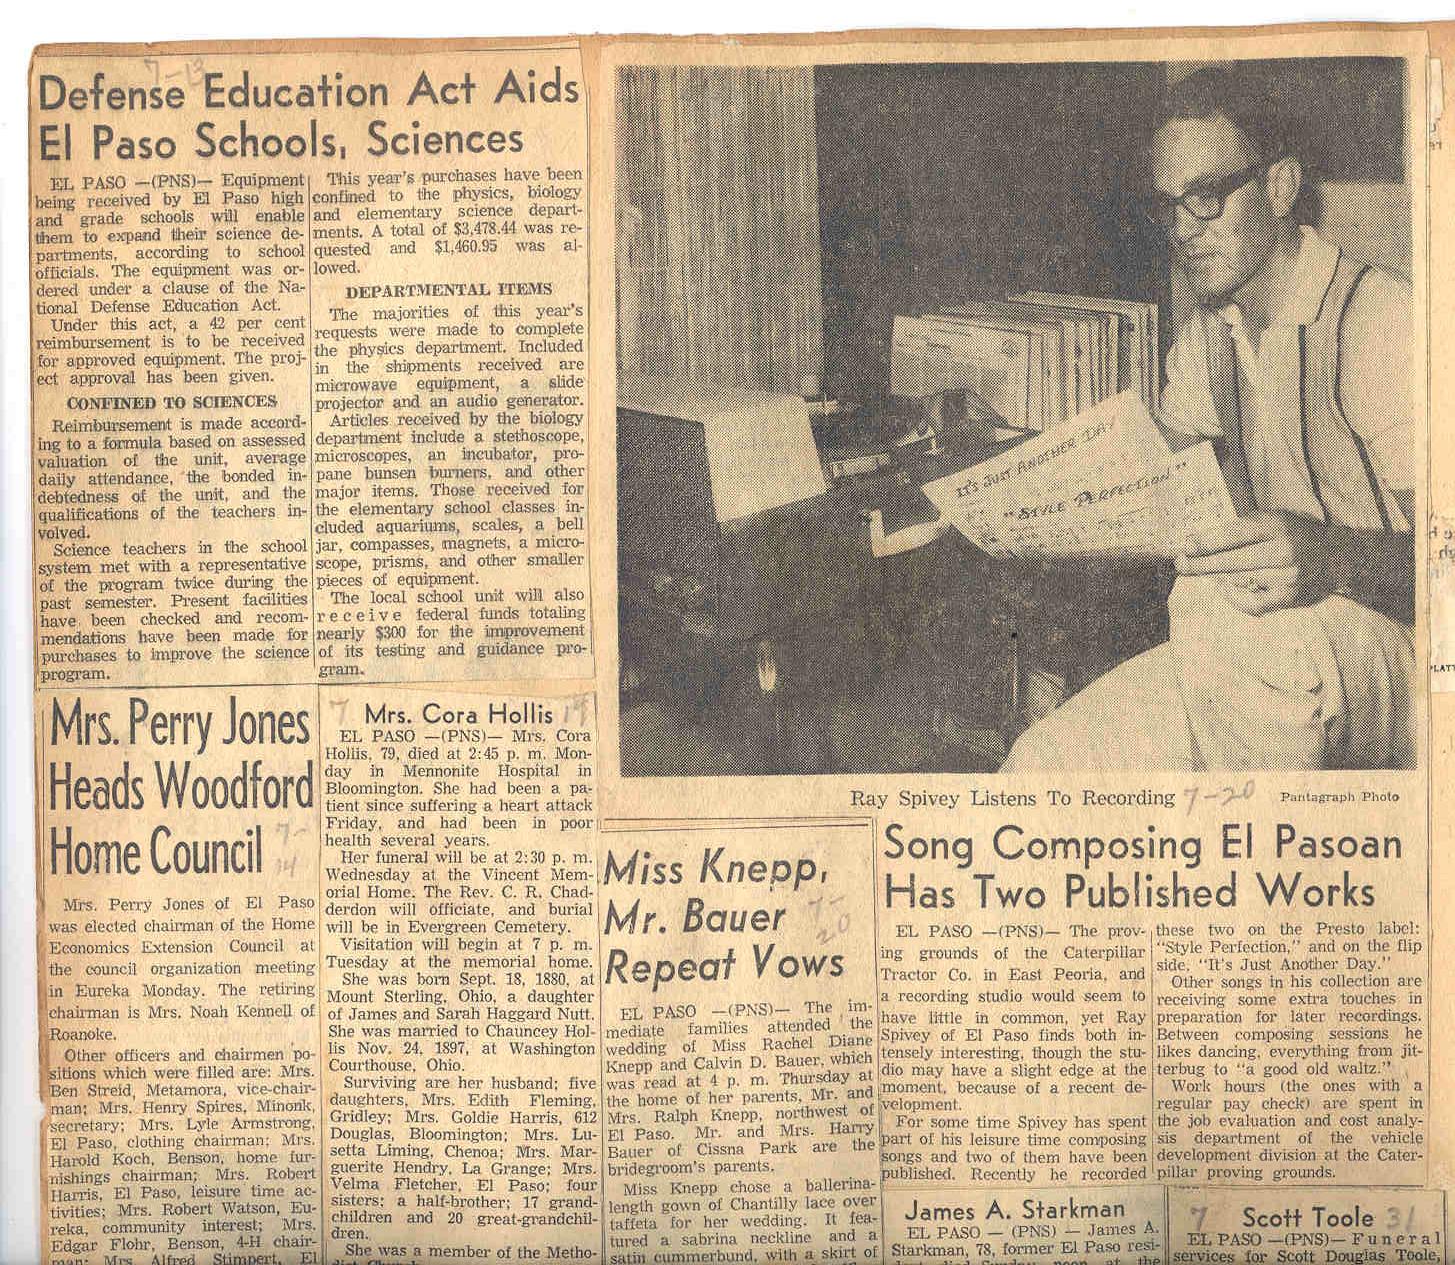 7-13
Defense Education Act Aids
El Paso Schools, Sciences
EL PASO —(PNS)— Equipment
being received by El Paso high
and grade schools will enable
them to expand their science de-
partments, according to school
officials. The equipment was or-
dered under a clause of the Na-
tional Defense Education Act.
Under this act, a 42 per cent
reimbursement is to be received
for approved equipment. The proj-
ect approval has been given.
CONFINED TO SCIENCES
Reimbursement is made accord-
ing to a formula based on assessed
valuation of the unit, average
daily attendance, the bonded in-
debtedness of the unit, and the
qualifications of the teachers in-
volved.
Science teachers in the school
system met with a representative
of the program twice during the
past semester. Present facilities
have been checked and recom-
mendations have been made for
purchases to improve the science
program.
This year's purchases have been
confined to the physics, biology
and elementary science depart-
ments. A total of $3,478.44 was re-
quested and $1,460.95 was al-
lowed.
DEPARTMENTAL ITEMS
The majorities of this year's
requests were made to complete
the physics department. Included
in the shipments received are
microwave equipment, a slide
projector and an audio generator.
Articles received by the biology
department include a stethoscope,
microscopes, an incubator, pro-
pane bunsen burners, and other
major items. Those received for
the elementary school classes in-
cluded aquariums, scales, a bell
jar, compasses, magnets, a micro-
scope, prisms, and other smaller
pieces of equipment.
The local school unit will also
receive federal funds totaling
nearly $300 for the improvement
of its testing and guidance pro-
gram.
IT'S JUST ANOTHER DAY
"STYLE PERFECTION"
Ray Spivey Listens To Recording 7-20
Pantagraph Photo
Mrs. Perry Jones
Heads Woodford
Home Council
7-
14
Mrs. Perry Jones of El Paso
was elected chairman of the Home
Economics Extension Council at
the council organization meeting
in Eureka Monday. The retiring
chairman is Mrs. Noah Kennell of
Roanoke.
Other officers and chairmen po-
sitions which were filled are: Mrs.
Ben Streid, Metamora, vice-chair-
man; Mrs. Henry Spires, Minonk,
secretary; Mrs. Lyle Armstrong,
El Paso, clothing chairman; Mrs.
Harold Koch, Benson, home fur-
nishings chairman; Mrs. Robert
Harris, El Paso, leisure time ac-
tivities; Mrs. Robert Watson, Eu-
reka, community interest; Mrs.
Edgar Flohr, Benson, 4-H chair-
man; Mrs. Alfred Stimpert, El
7 Mrs. Cora Hollis 14
EL PASO —(PNS)— Mrs. Cora
Hollis, 79, died at 2:45 p. m. Mon-
day in Mennonite Hospital in
Bloomington. She had been a pa-
tient since suffering a heart attack
Friday, and had been in poor
health several years.
Her funeral will be at 2:30 p. m.
Wednesday at the Vincent Mem-
orial Home. The Rev. C. R. Chad-
derdon will officiate, and burial
will be in Evergreen Cemetery.
Visitation will begin at 7 p. m.
Tuesday at the memorial home.
She was born Sept. 18, 1880, at
Mount Sterling, Ohio, a daughter
of James and Sarah Haggard Nutt.
She was married to Chauncey Hol-
lis Nov. 24, 1897, at Washington
Courthouse, Ohio.
Surviving are her husband; five
daughters, Mrs. Edith Fleming,
Gridley; Mrs. Goldie Harris, 612
Douglas, Bloomington; Mrs. Lu-
setta Liming, Chenoa; Mrs. Mar-
guerite Hendry, La Grange; Mrs.
Velma Fletcher, El Paso; four
sisters; a half-brother; 17 grand-
children and 20 great-grandchil-
dren.
She was a member of the Metho-
dist Church
Miss Knepp,
Mr. Bauer
Repeat Vows
7-
20
EL PASO —(PNS)— The im-
mediate families attended the
wedding of Miss Rachel Diane
Knepp and Calvin D. Bauer, which
was read at 4 p. m. Thursday at
the home of her parents, Mr. and
Mrs. Ralph Knepp, northwest of
El Paso. Mr. and Mrs. Harry
Bauer of Cissna Park are the
bridegroom's parents.
Miss Knepp chose a ballerina-
length gown of Chantilly lace over
taffeta for her wedding. It fea-
tured a sabrina neckline and a
satin cummerbund, with a skirt of
Song Composing El Pasoan
Has Two Published Works
EL PASO —(PNS)— The prov-
ing grounds of the Caterpillar
Tractor Co. in East Peoria, and
a recording studio would seem to
have little in common, yet Ray
Spivey of El Paso finds both in-
tensely interesting, though the stu-
dio may have a slight edge at the
moment, because of a recent de-
velopment.
For some time Spivey has spent
part of his leisure time composing
songs and two of them have been
published. Recently he recorded
these two on the Presto label:
"Style Perfection," and on the flip
side, "It's Just Another Day."
Other songs in his collection are
receiving some extra touches in
preparation for later recordings.
Between composing sessions he
likes dancing, everything from jit-
terbug to "a good old waltz."
Work hours (the ones with a
regular pay check) are spent in
the job evaluation and cost analy-
sis department of the vehicle
development division at the Cater-
pillar proving grounds.
James A. Starkman
EL PASO — (PNS) — James A.
Starkman, 78, former El Paso resi-
dent, died Sunday noon at the
7 Scott Toole 31
EL PASO —(PNS)— Funeral
services for Scott Douglas Toole,